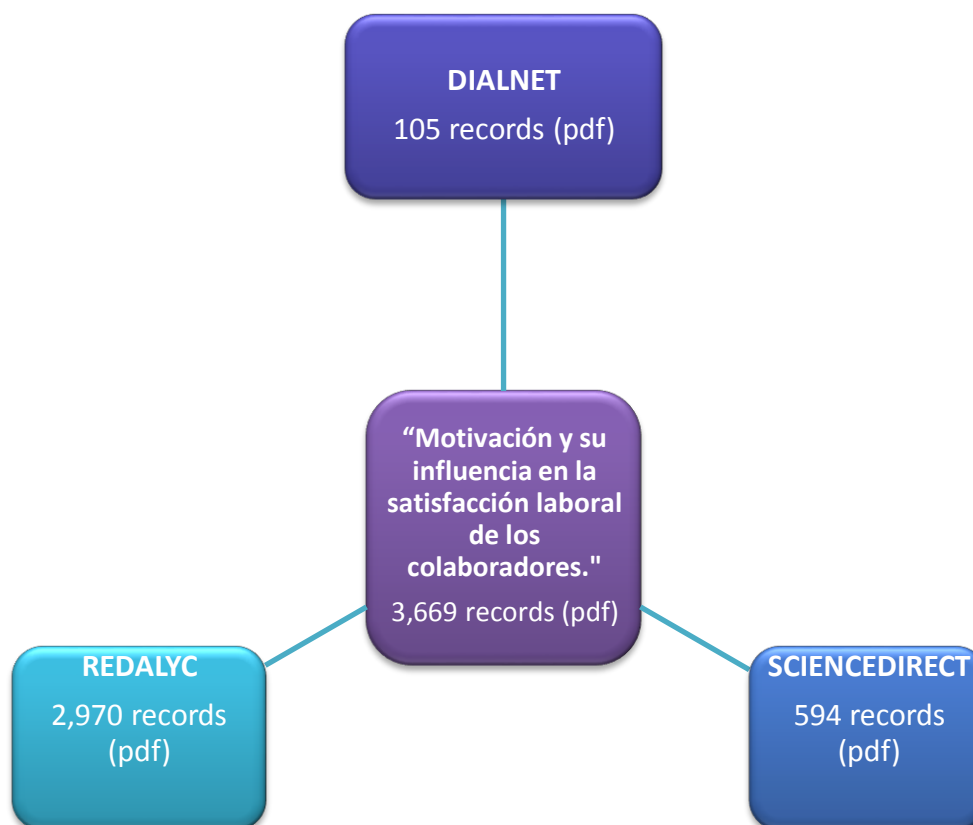 DIALNET
105 records (pdf)
“Motivación y su
influencia en la
satisfacción laboral
de los
colaboradores."
3,669 records (pdf)
REDALYC
2,970 records
(pdf)
SCIENCEDIRECT
594 records
(pdf)